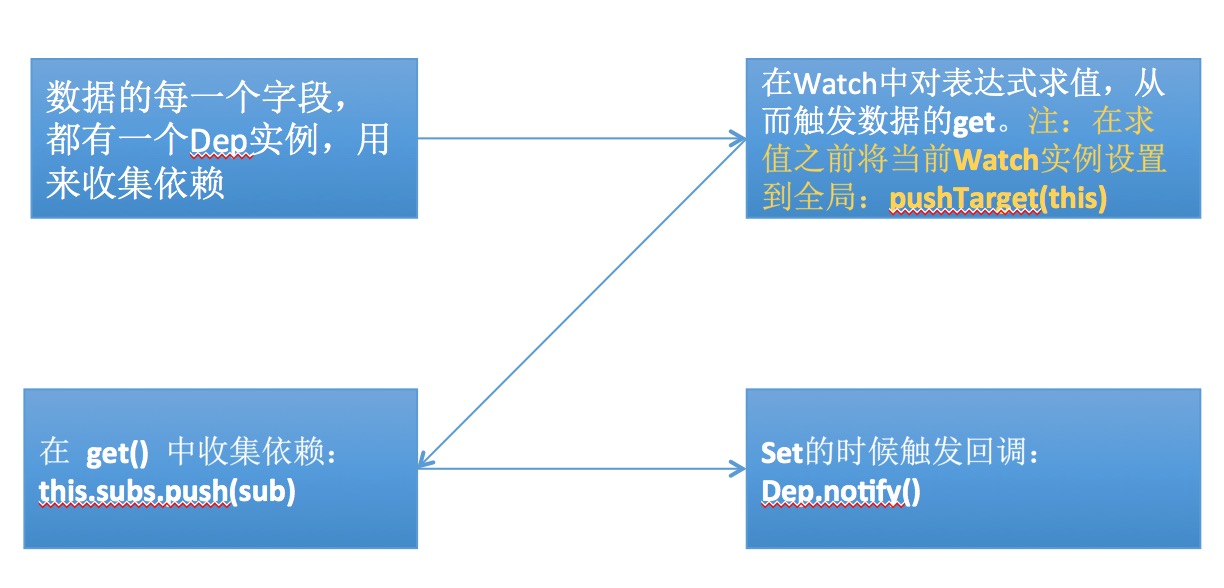 数据的每一个字段，
都有一个Dep实例，用
来收集依赖
在Watch中对表达式求值，从
而触发数据的get。注：在求
值之前将当前Watch实例设置
到全局：pushTarget(this)
在 get() 中收集依赖：
this.subs.push(sub)
Set的时候触发回调：
Dep.notify()